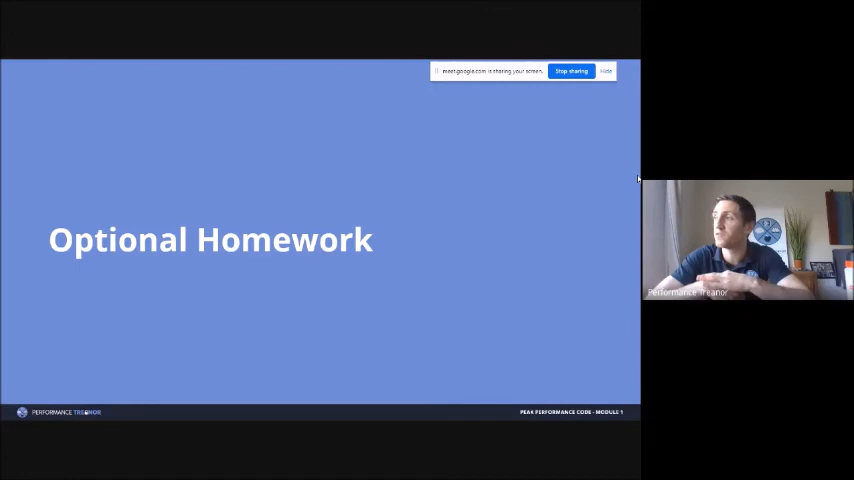 meet.google.com is sharing your screen.
Stop sharing
Hide
Optional Homework
Performance Treanor
PERFORMANCE TREANOR
PEAK PERFORMANCE CODE - MODULE 1